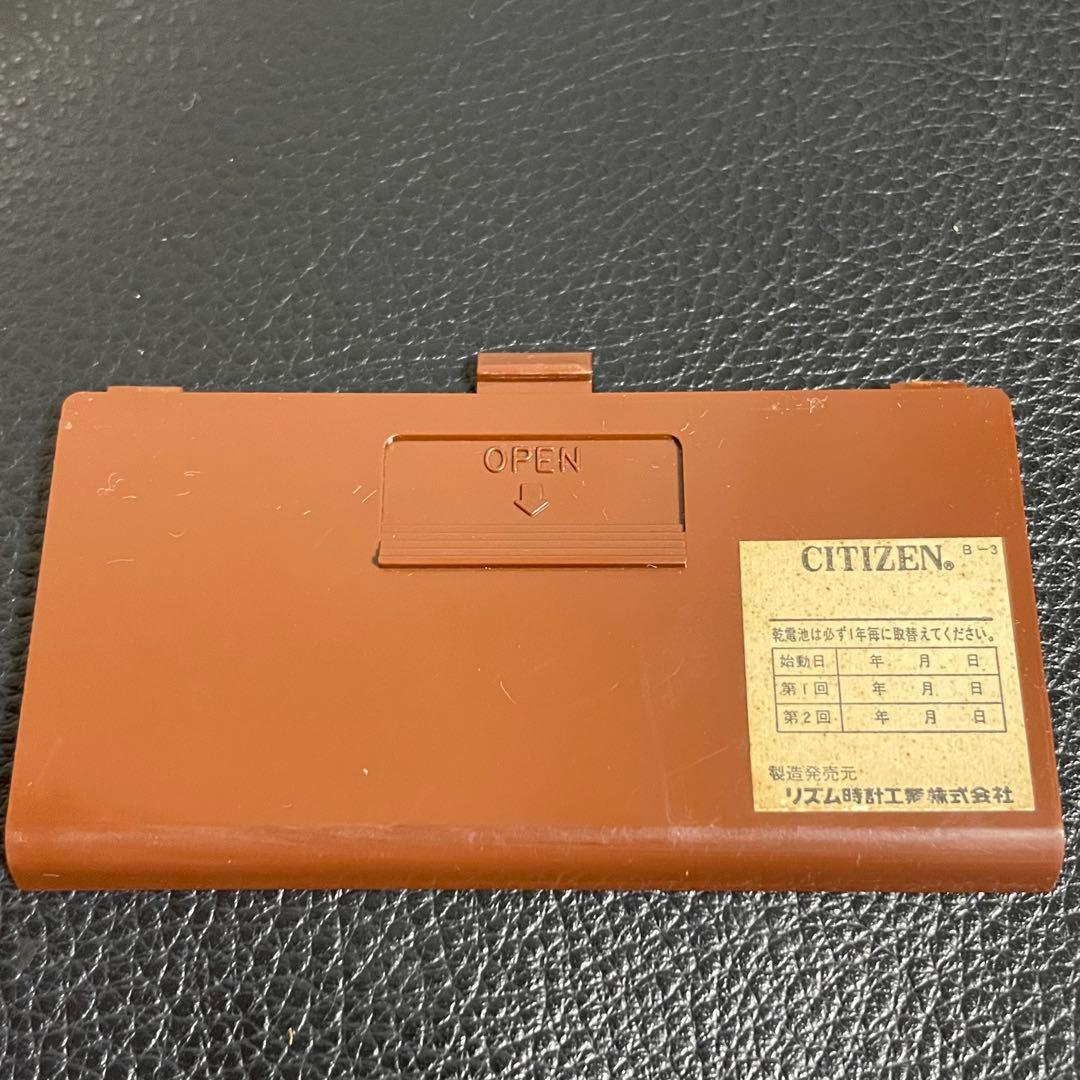 OPEN
CITIZEN® B-3
乾電池は必ず1年毎に取替えてください。
始動日 年 月 日
第1回 年 月 日
第2回 年 月 日
製造発売元
リズム時計工業株式会社